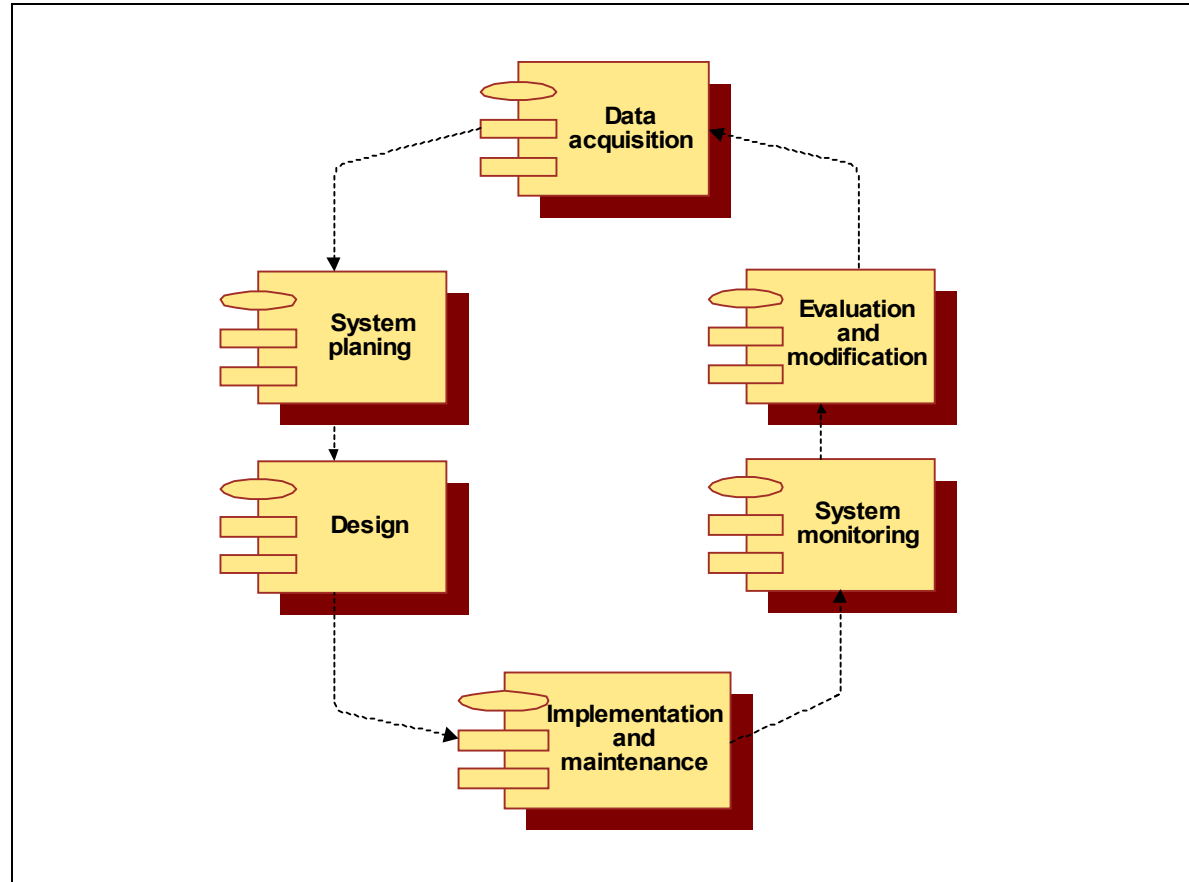 Data
acquisition
System
planing
Design
Implementation
and
maintenance
System
monitoring
Evaluation
and
modification